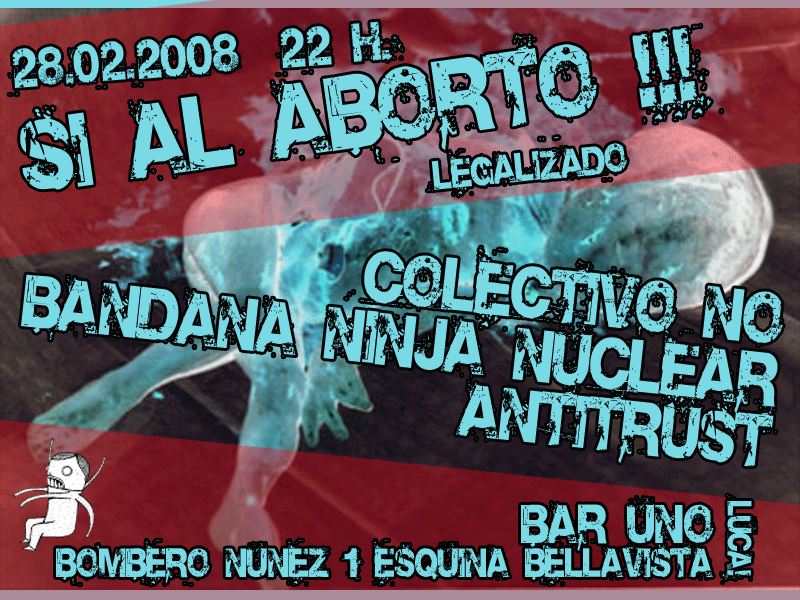 28.02.2008 22 H.
SI AL ABORTO !!!
LEGALIZADO
COLECTIVO NO
BANDANA NINJA NUCLEAR
ANTITRUST
BAR UNO
LUCA!
BOMBERO NUNEZ 1 ESQUINA BELLAVISTA